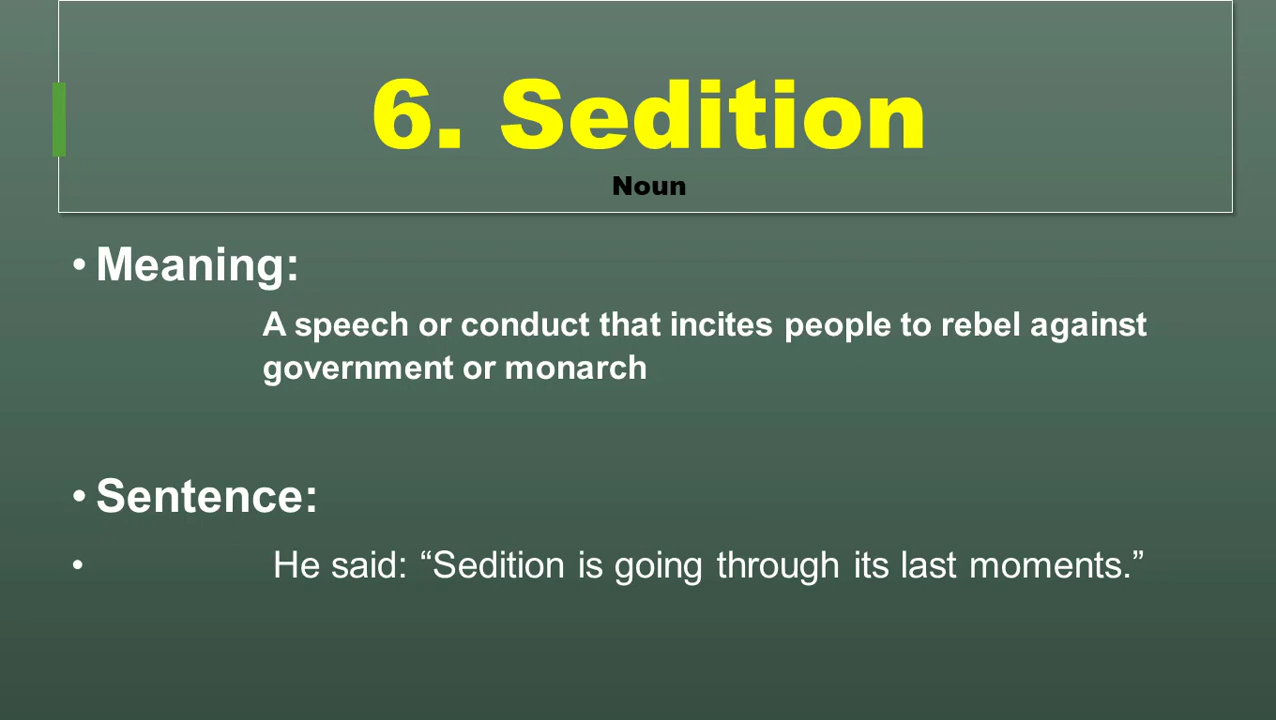 6. Sedition
Noun
• Meaning:
A speech or conduct that incites people to rebel against
government or monarch
• Sentence:
• He said: “Sedition is going through its last moments.”